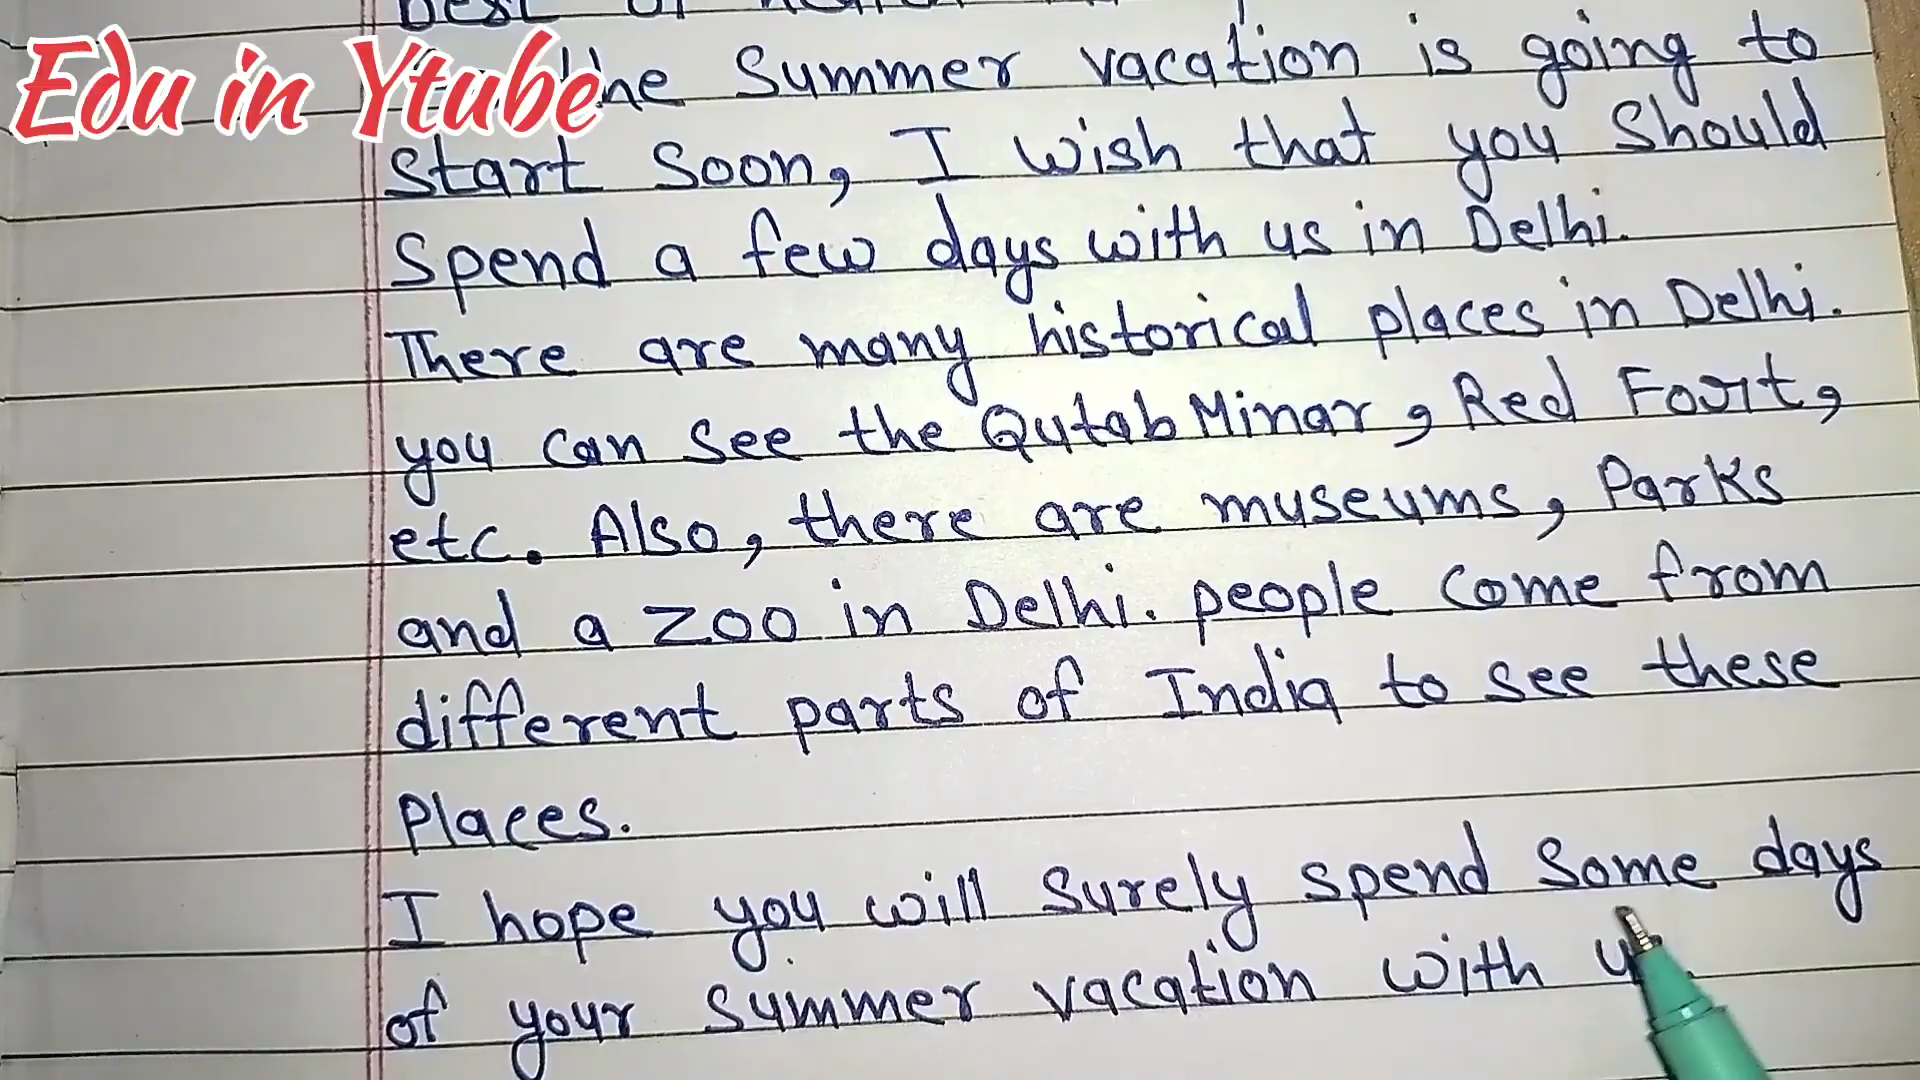 Edu in Ytube
the Summer vacation is going to
Start Soon, I wish that you Should
Spend a few days with us in Delhi.
There are many historical places in Delhi.
you can see the Qutab Minar, Red Fort,
etc. Also, there are museums, Parks
and a zoo in Delhi. people come from
different parts of India to see these
Places.
I hope you will surely spend some days
of your summer vacation with